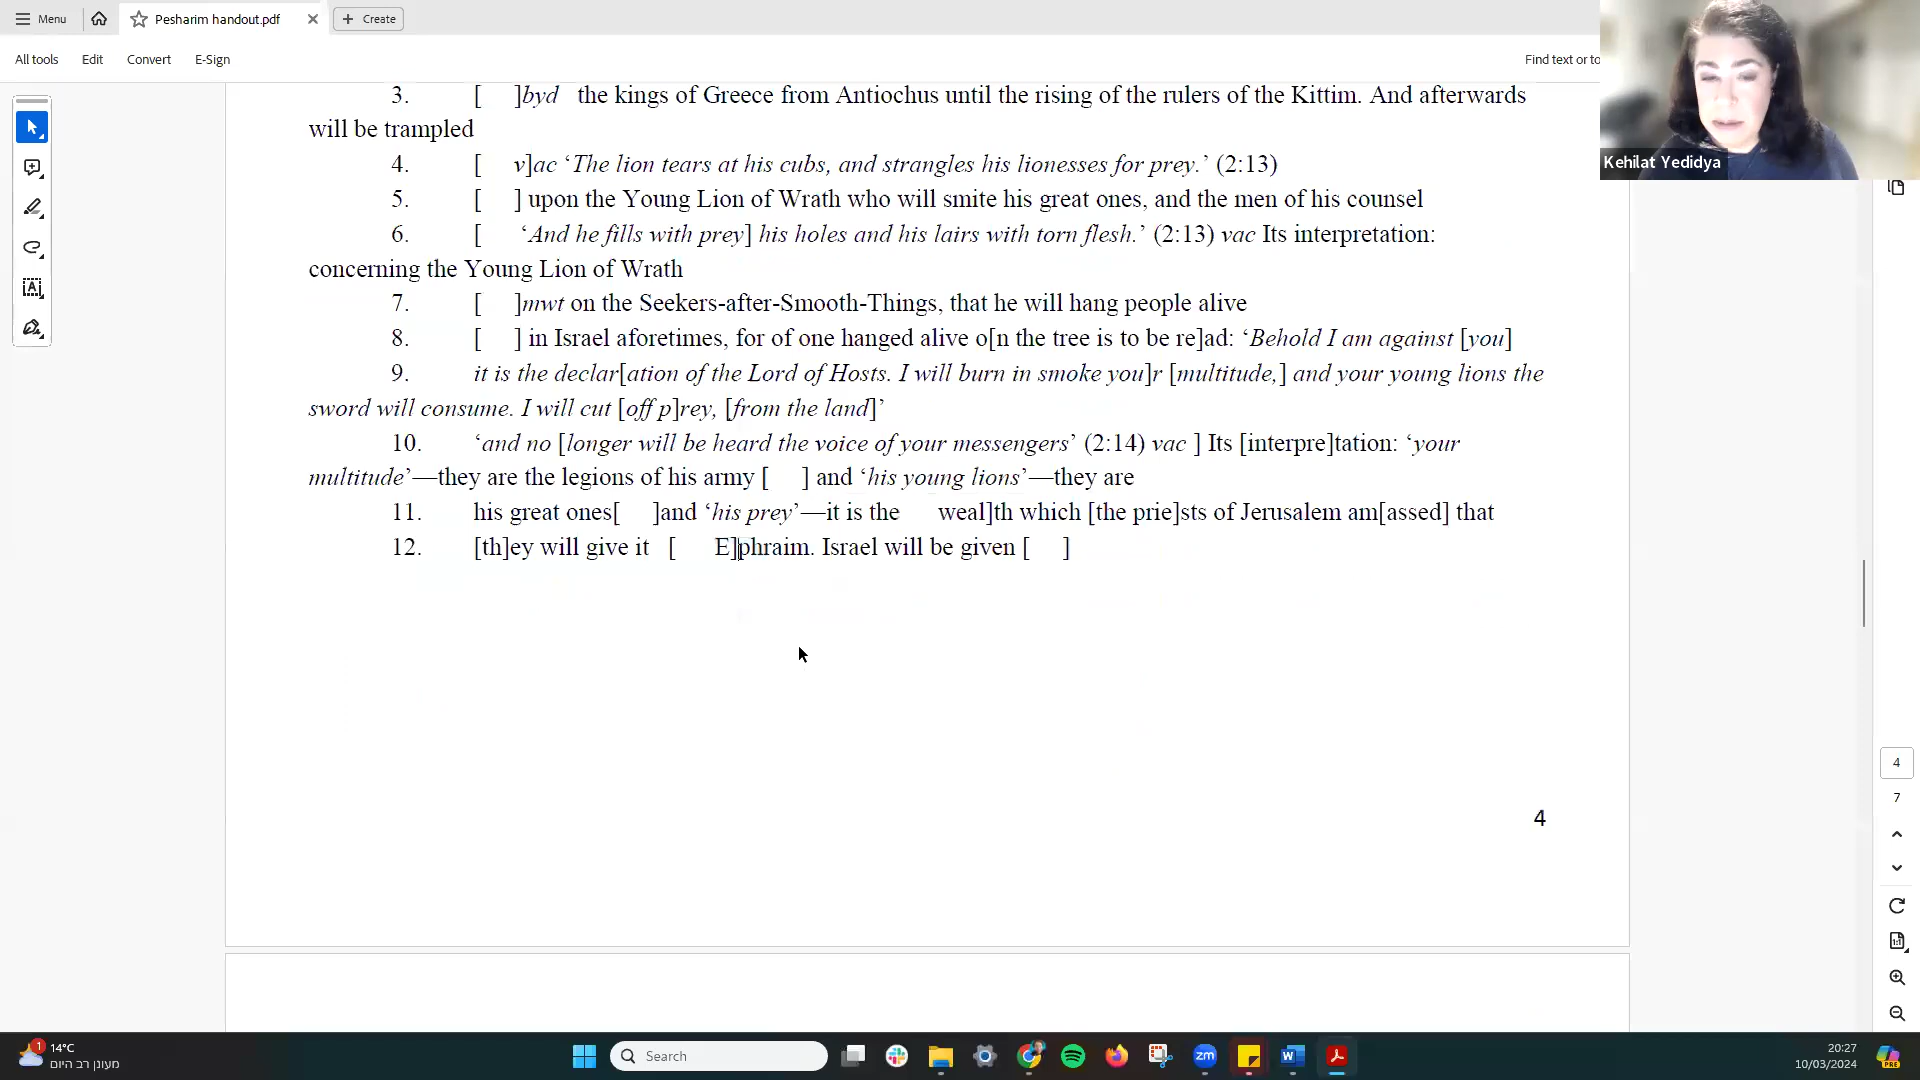 Menu
Pesharim handout.pdf
Create
All tools
Edit
Convert
E-Sign
Find text or to
Kehilat Yedidya
3. [ ]byd the kings of Greece from Antiochus until the rising of the rulers of the Kittim. And afterwards
will be trampled
4. [ v]ac ‘The lion tears at his cubs, and strangles his lionesses for prey.’ (2:13)
5. [ ] upon the Young Lion of Wrath who will smite his great ones, and the men of his counsel
6. [ ‘And he fills with prey] his holes and his lairs with torn flesh.’ (2:13) vac Its interpretation:
concerning the Young Lion of Wrath
7. [ ]mwt on the Seekers-after-Smooth-Things, that he will hang people alive
8. [ ] in Israel aforetimes, for of one hanged alive o[n the tree is to be re]ad: ‘Behold I am against [you]
9. it is the declar[ation of the Lord of Hosts. I will burn in smoke you]r [multitude,] and your young lions the
sword will consume. I will cut [off p]rey, [from the land]’
10. ‘and no [longer will be heard the voice of your messengers’ (2:14) vac ] Its [interpre]tation: ‘your
multitude’—they are the legions of his army [ ] and ‘his young lions’—they are
11. his great ones[ ]and ‘his prey’—it is the weal]th which [the prie]sts of Jerusalem am[assed] that
12. [th]ey will give it [ E]phraim. Israel will be given [ ]
4
4
7
1
14°C
מעונן רב היום
Search
zm
W
20:27
10/03/2024
PRE